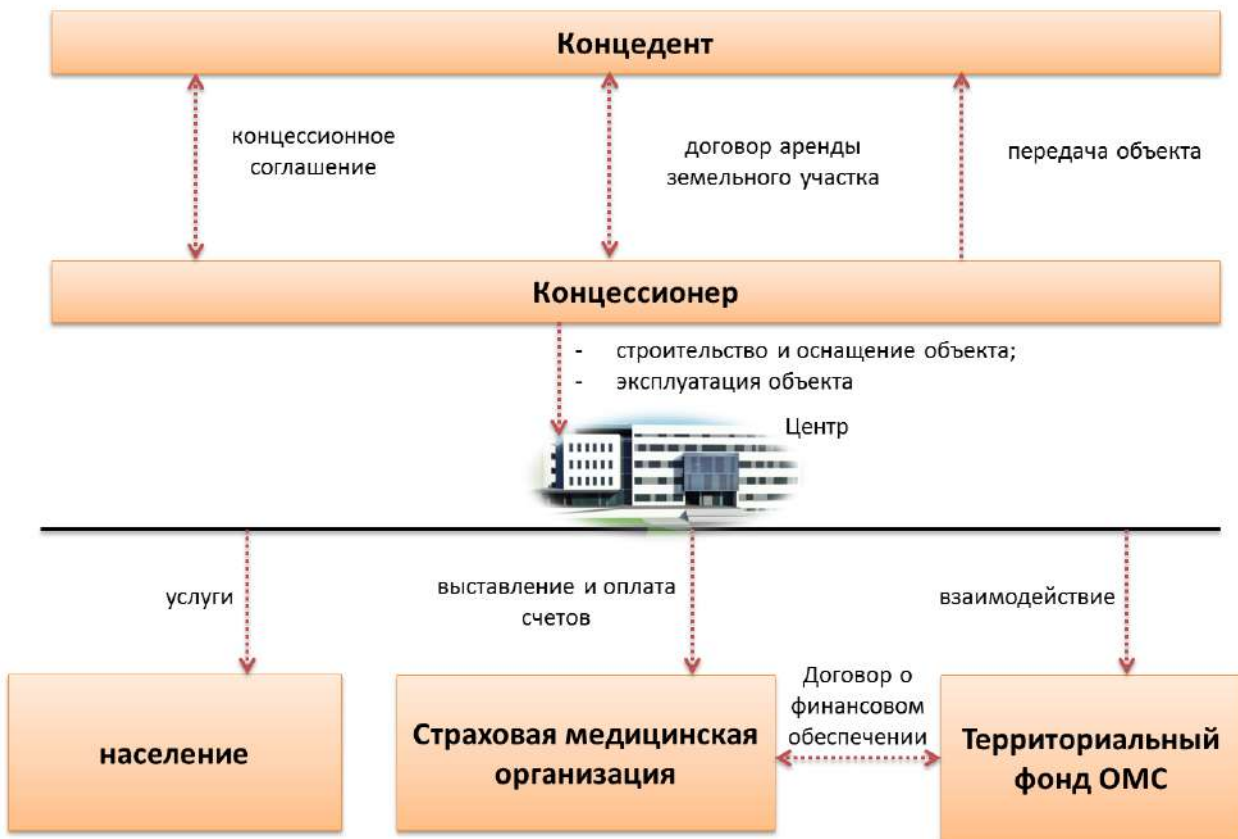 Концедент
концессионное
соглашение
договор аренды
земельного участка
передача объекта
Концессионер
- строительство и оснащение объекта;
- эксплуатация объекта
Центр
услуги
выставление и оплата
счетов
взаимодействие
население
Страховая медицинская
организация
Договор о
финансовом
обеспечении
Территориальный
фонд ОМС